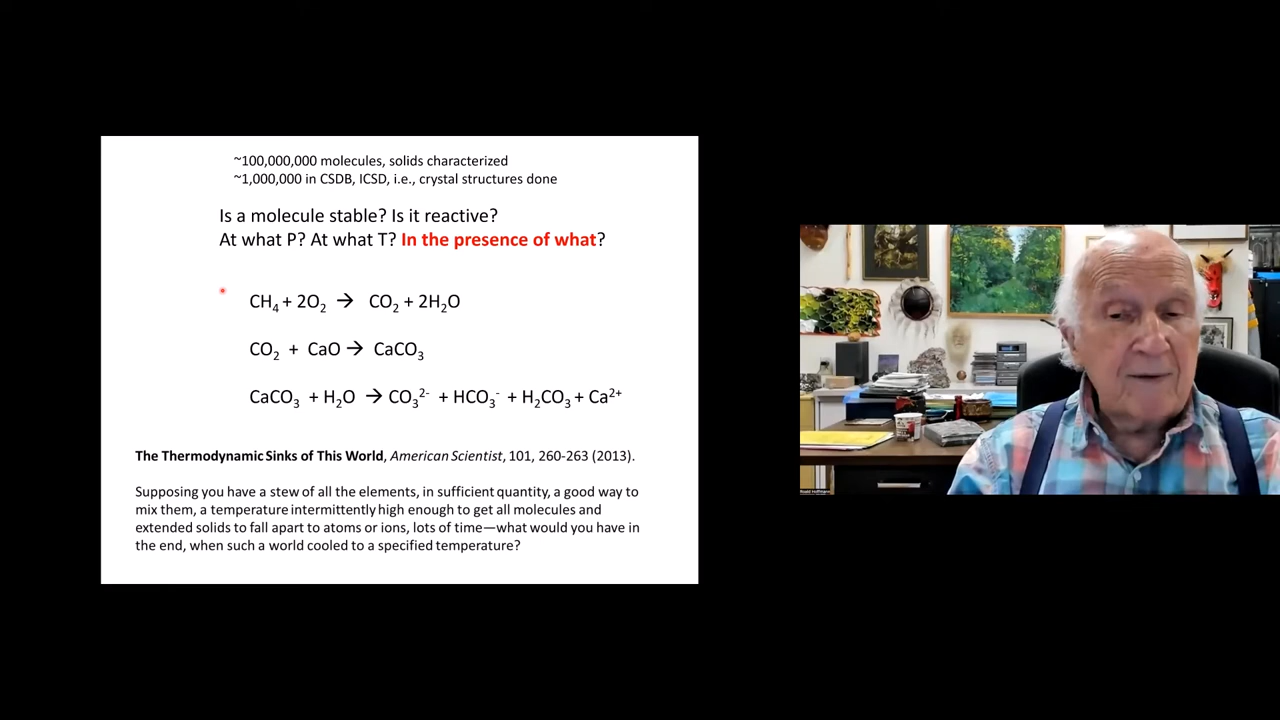 ~100,000,000 molecules, solids characterized
~1,000,000 in CSDB, ICSD, i.e., crystal structures done
Is a molecule stable? Is it reactive?
At what P? At what T? In the presence of what?
CH₄ + 2O₂ → CO₂ + 2H₂O
CO₂ + CaO → CaCO₃
CaCO₃ + H₂O → CO₃²⁻ + HCO₃⁻ + H₂CO₃ + Ca²⁺
The Thermodynamic Sinks of This World, American Scientist, 101, 260-263 (2013).
Supposing you have a stew of all the elements, in sufficient quantity, a good way to
mix them, a temperature intermittently high enough to get all molecules and
extended solids to fall apart to atoms or ions, lots of time—what would you have in
the end, when such a world cooled to a specified temperature?
Roald Hoffmann